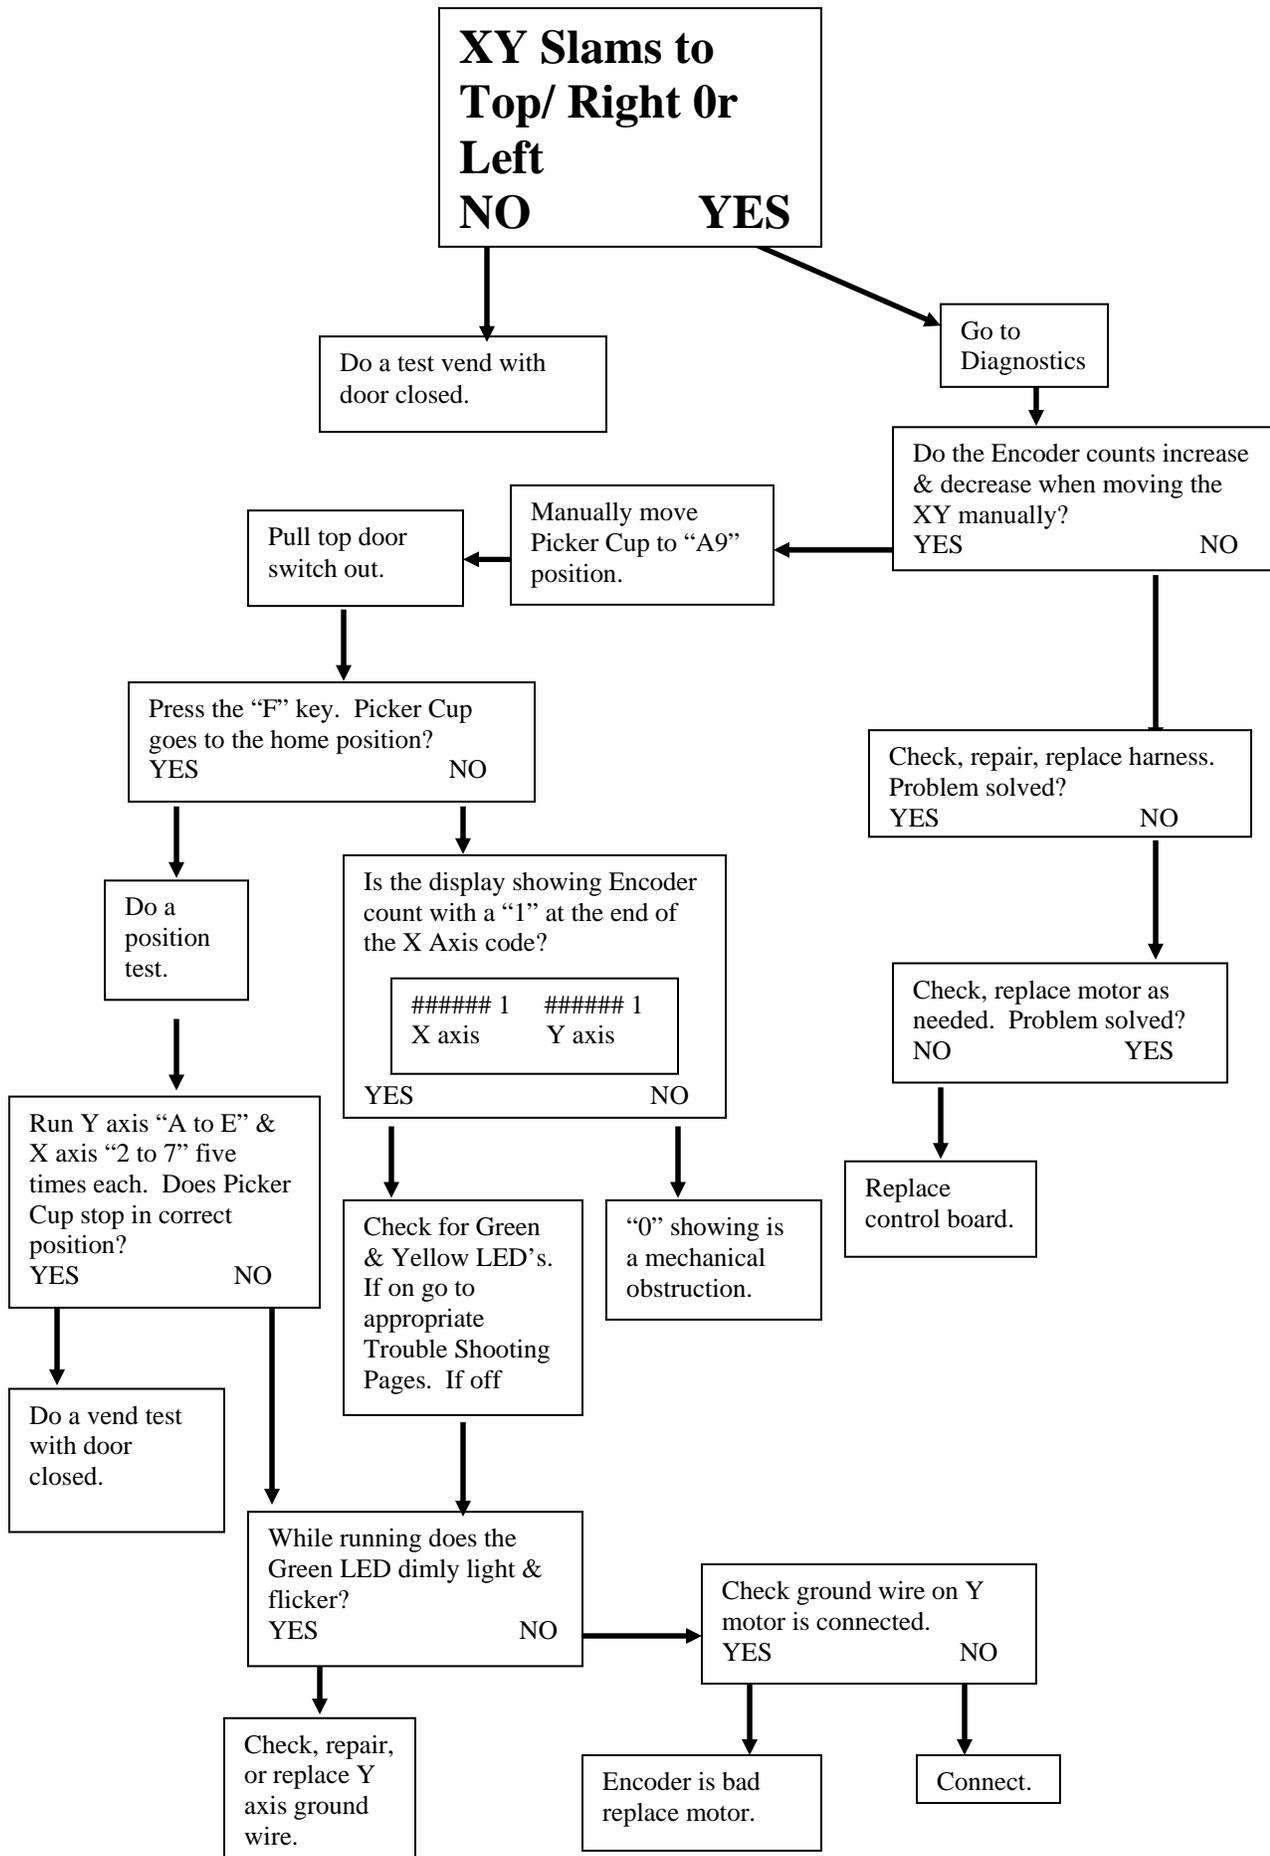 XY Slams to
Top/ Right 0r
Left
NO YES
Do a test vend with
door closed.
Go to
Diagnostics
Do the Encoder counts increase
& decrease when moving the
XY manually?
YES NO
Manually move
Picker Cup to “A9”
position.
Pull top door
switch out.
Press the “F” key.  Picker Cup
goes to the home position?
YES NO
Check, repair, replace harness.
Problem solved?
YES NO
Do a
position
test.
Is the display showing Encoder
count with a “1” at the end of
the X Axis code?
###### 1 ###### 1
X axis Y axis
YES NO
Check, replace motor as
needed.  Problem solved?
NO YES
Run Y axis “A to E” &
X axis “2 to 7” five
times each.  Does Picker
Cup stop in correct
position?
YES NO
Replace
control board.
Check for Green
& Yellow LED’s.
If on go to
appropriate
Trouble Shooting
Pages.  If off
“0” showing is
a mechanical
obstruction.
Do a vend test
with door
closed.
While running does the
Green LED dimly light &
flicker?
YES NO
Check ground wire on Y
motor is connected.
YES NO
Check, repair,
or replace Y
axis ground
wire.
Encoder is bad
replace motor.
Connect.